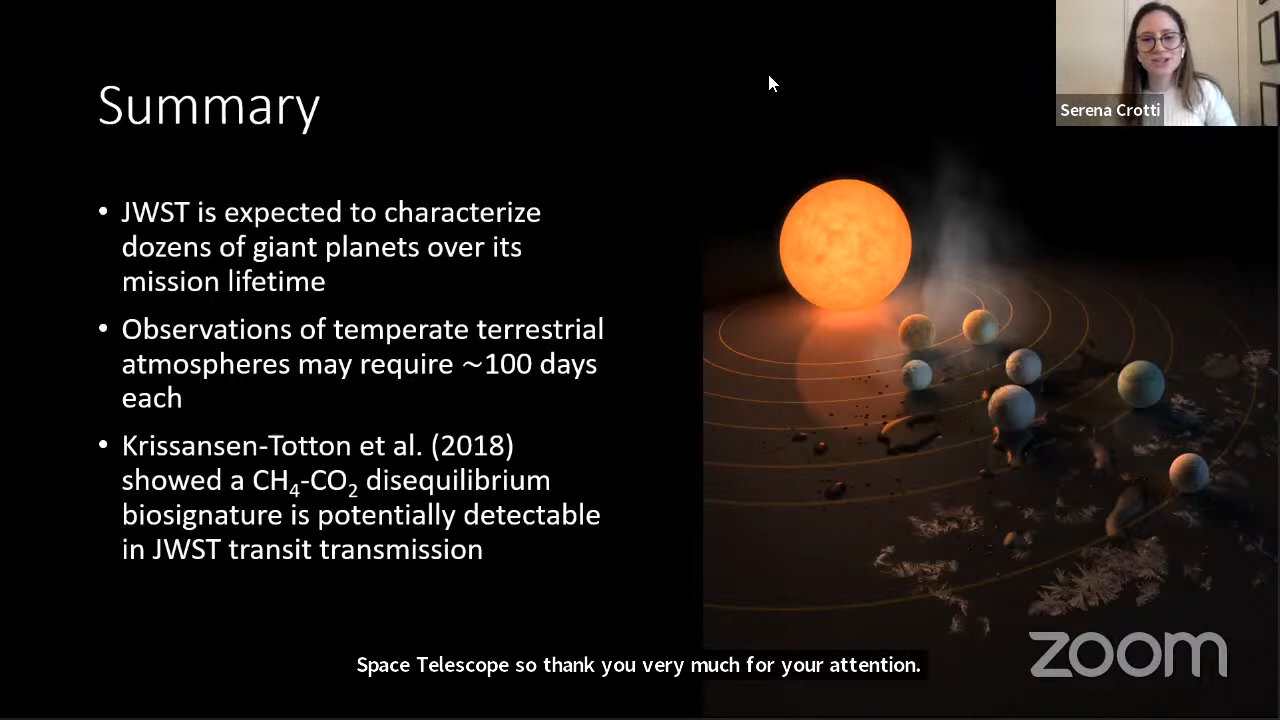 Summary
Serena Crotti
• JWST is expected to characterize
dozens of giant planets over its
mission lifetime
• Observations of temperate terrestrial
atmospheres may require ~100 days
each
• Krissansen-Totton et al. (2018)
showed a CH₄-CO₂ disequilibrium
biosignature is potentially detectable
in JWST transit transmission
Space Telescope so thank you very much for your attention.
zoom